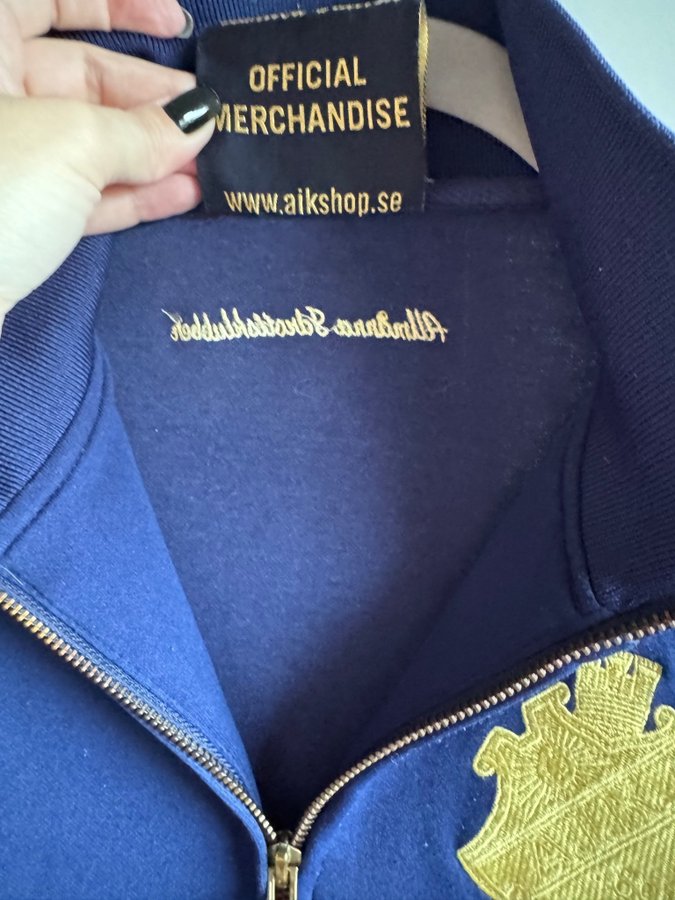 OFFICIAL
MERCHANDISE
www.aikshop.se
Allmänna Idrottsklubben